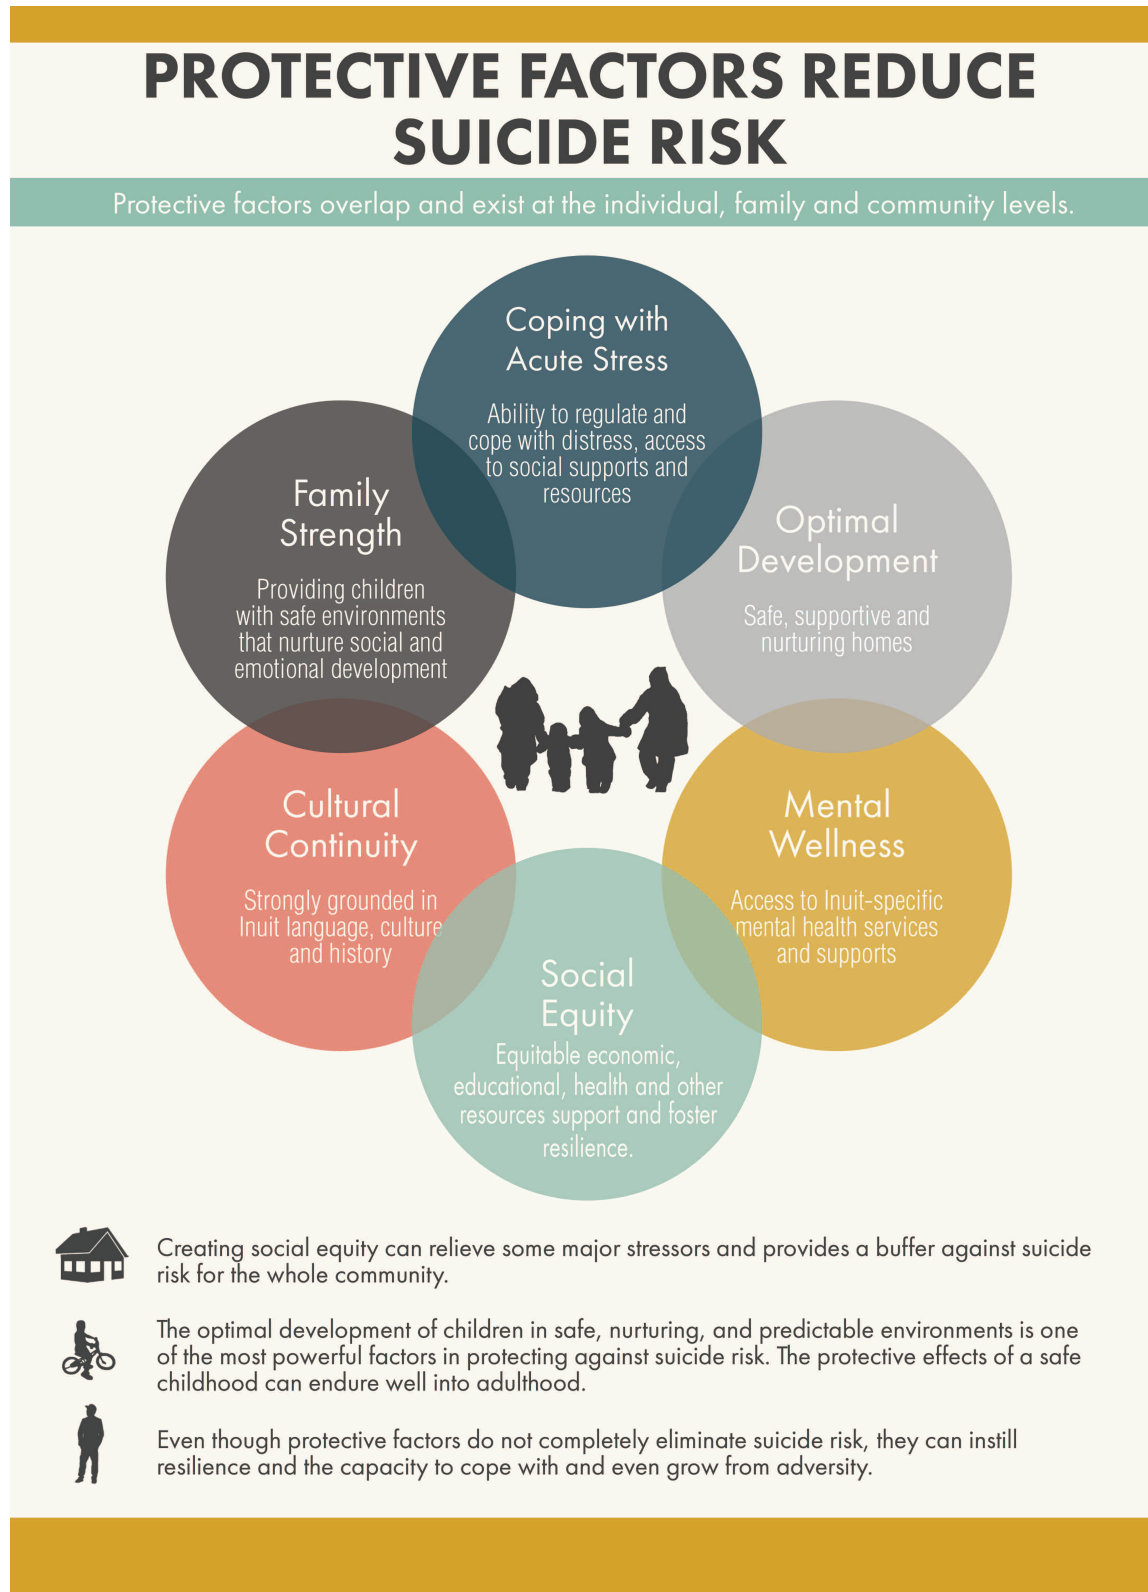 PROTECTIVE FACTORS REDUCE
SUICIDE RISK
Protective factors overlap and exist at the individual, family and community levels.
Coping with
Acute Stress
Ability to regulate and
cope with distress, access
to social supports and
resources
Family
Strength
Providing children
with safe environments
that nurture social and
emotional development
Optimal
Development
Safe, supportive and
nurturing homes
Cultural
Continuity
Strongly grounded in
Inuit language, culture
and history
Mental
Wellness
Access to Inuit-specific
mental health services
and supports
Social
Equity
Equitable economic,
educational, health and other
resources support and foster
resilience.
Creating social equity can relieve some major stressors and provides a buffer against suicide
risk for the whole community.
The optimal development of children in safe, nurturing, and predictable environments is one
of the most powerful factors in protecting against suicide risk. The protective effects of a safe
childhood can endure well into adulthood.
Even though protective factors do not completely eliminate suicide risk, they can instill
resilience and the capacity to cope with and even grow from adversity.